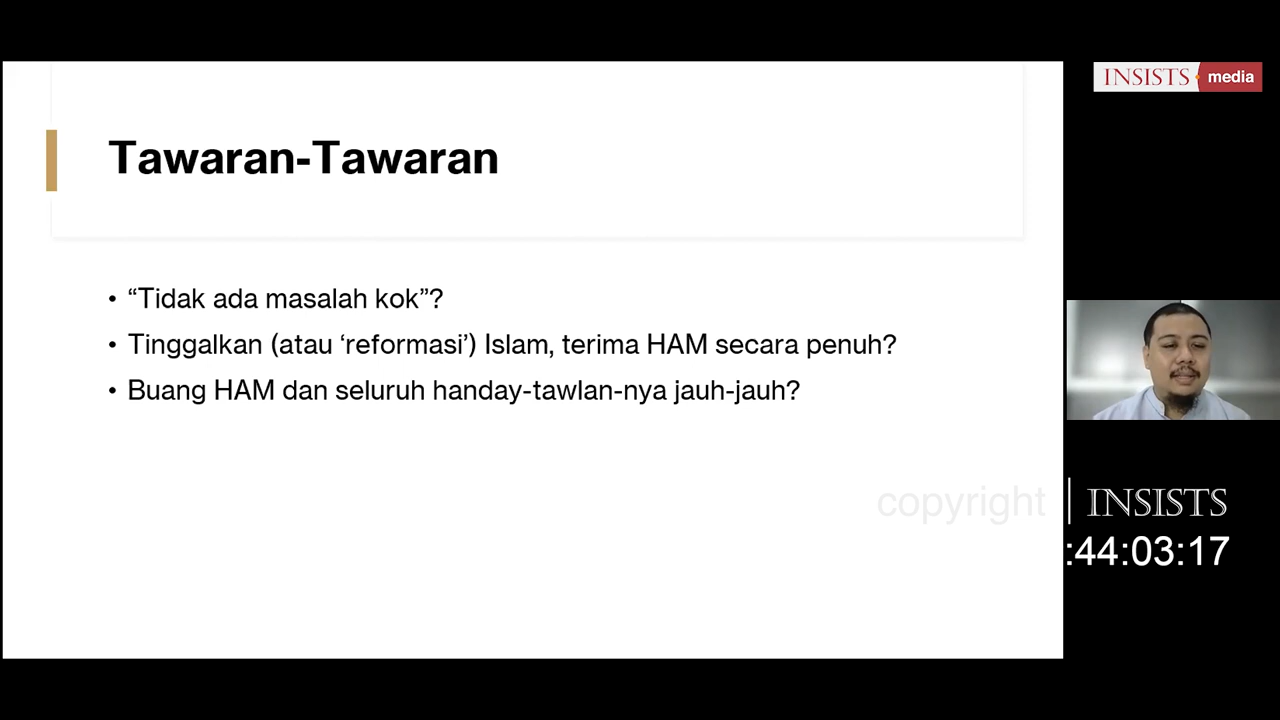 INSISTS media
Tawaran-Tawaran
• “Tidak ada masalah kok”?
• Tinggalkan (atau ‘reformasi’) Islam, terima HAM secara penuh?
• Buang HAM dan seluruh handay-tawlan-nya jauh-jauh?
copyright | INSISTS
:44:03:17